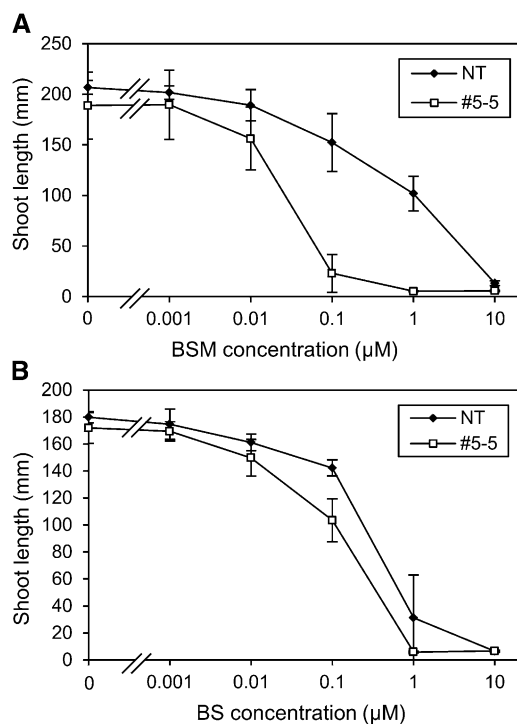 A
250
200
150
100
50
0
Shoot length (mm)
NT
#5-5
0 0.001 0.01 0.1 1 10
BSM concentration (µM)
B
180
200
160
140
120
100
80
60
40
20
0
Shoot length (mm)
NT
#5-5
0 0.001 0.01 0.1 1 10
BS concentration (µM)